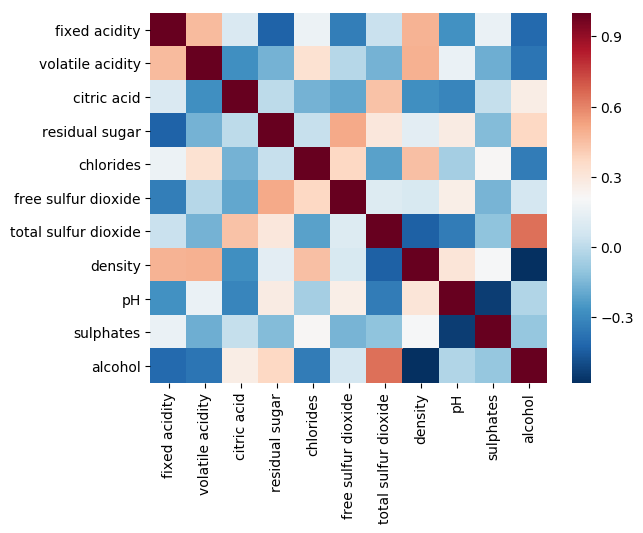 fixed acidity
volatile acidity
citric acid
residual sugar
chlorides
free sulfur dioxide
total sulfur dioxide
density
pH
sulphates
alcohol
fixed acidity
volatile acidity
citric acid
residual sugar
chlorides
free sulfur dioxide
total sulfur dioxide
density
pH
sulphates
alcohol
0.9
0.6
0.3
0.0
−0.3